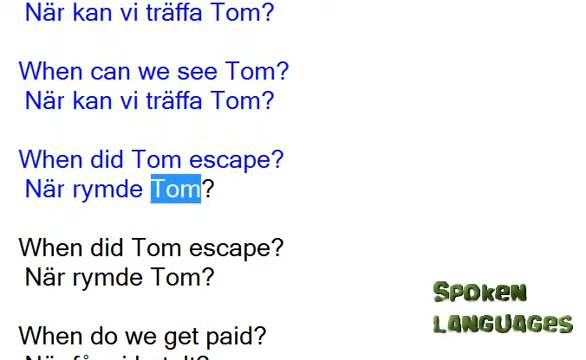 När kan vi träffa Tom?
When can we see Tom?
När kan vi träffa Tom?
When did Tom escape?
När rymde Tom?
When did Tom escape?
När rymde Tom?
When do we get paid?
Spoken
Languages